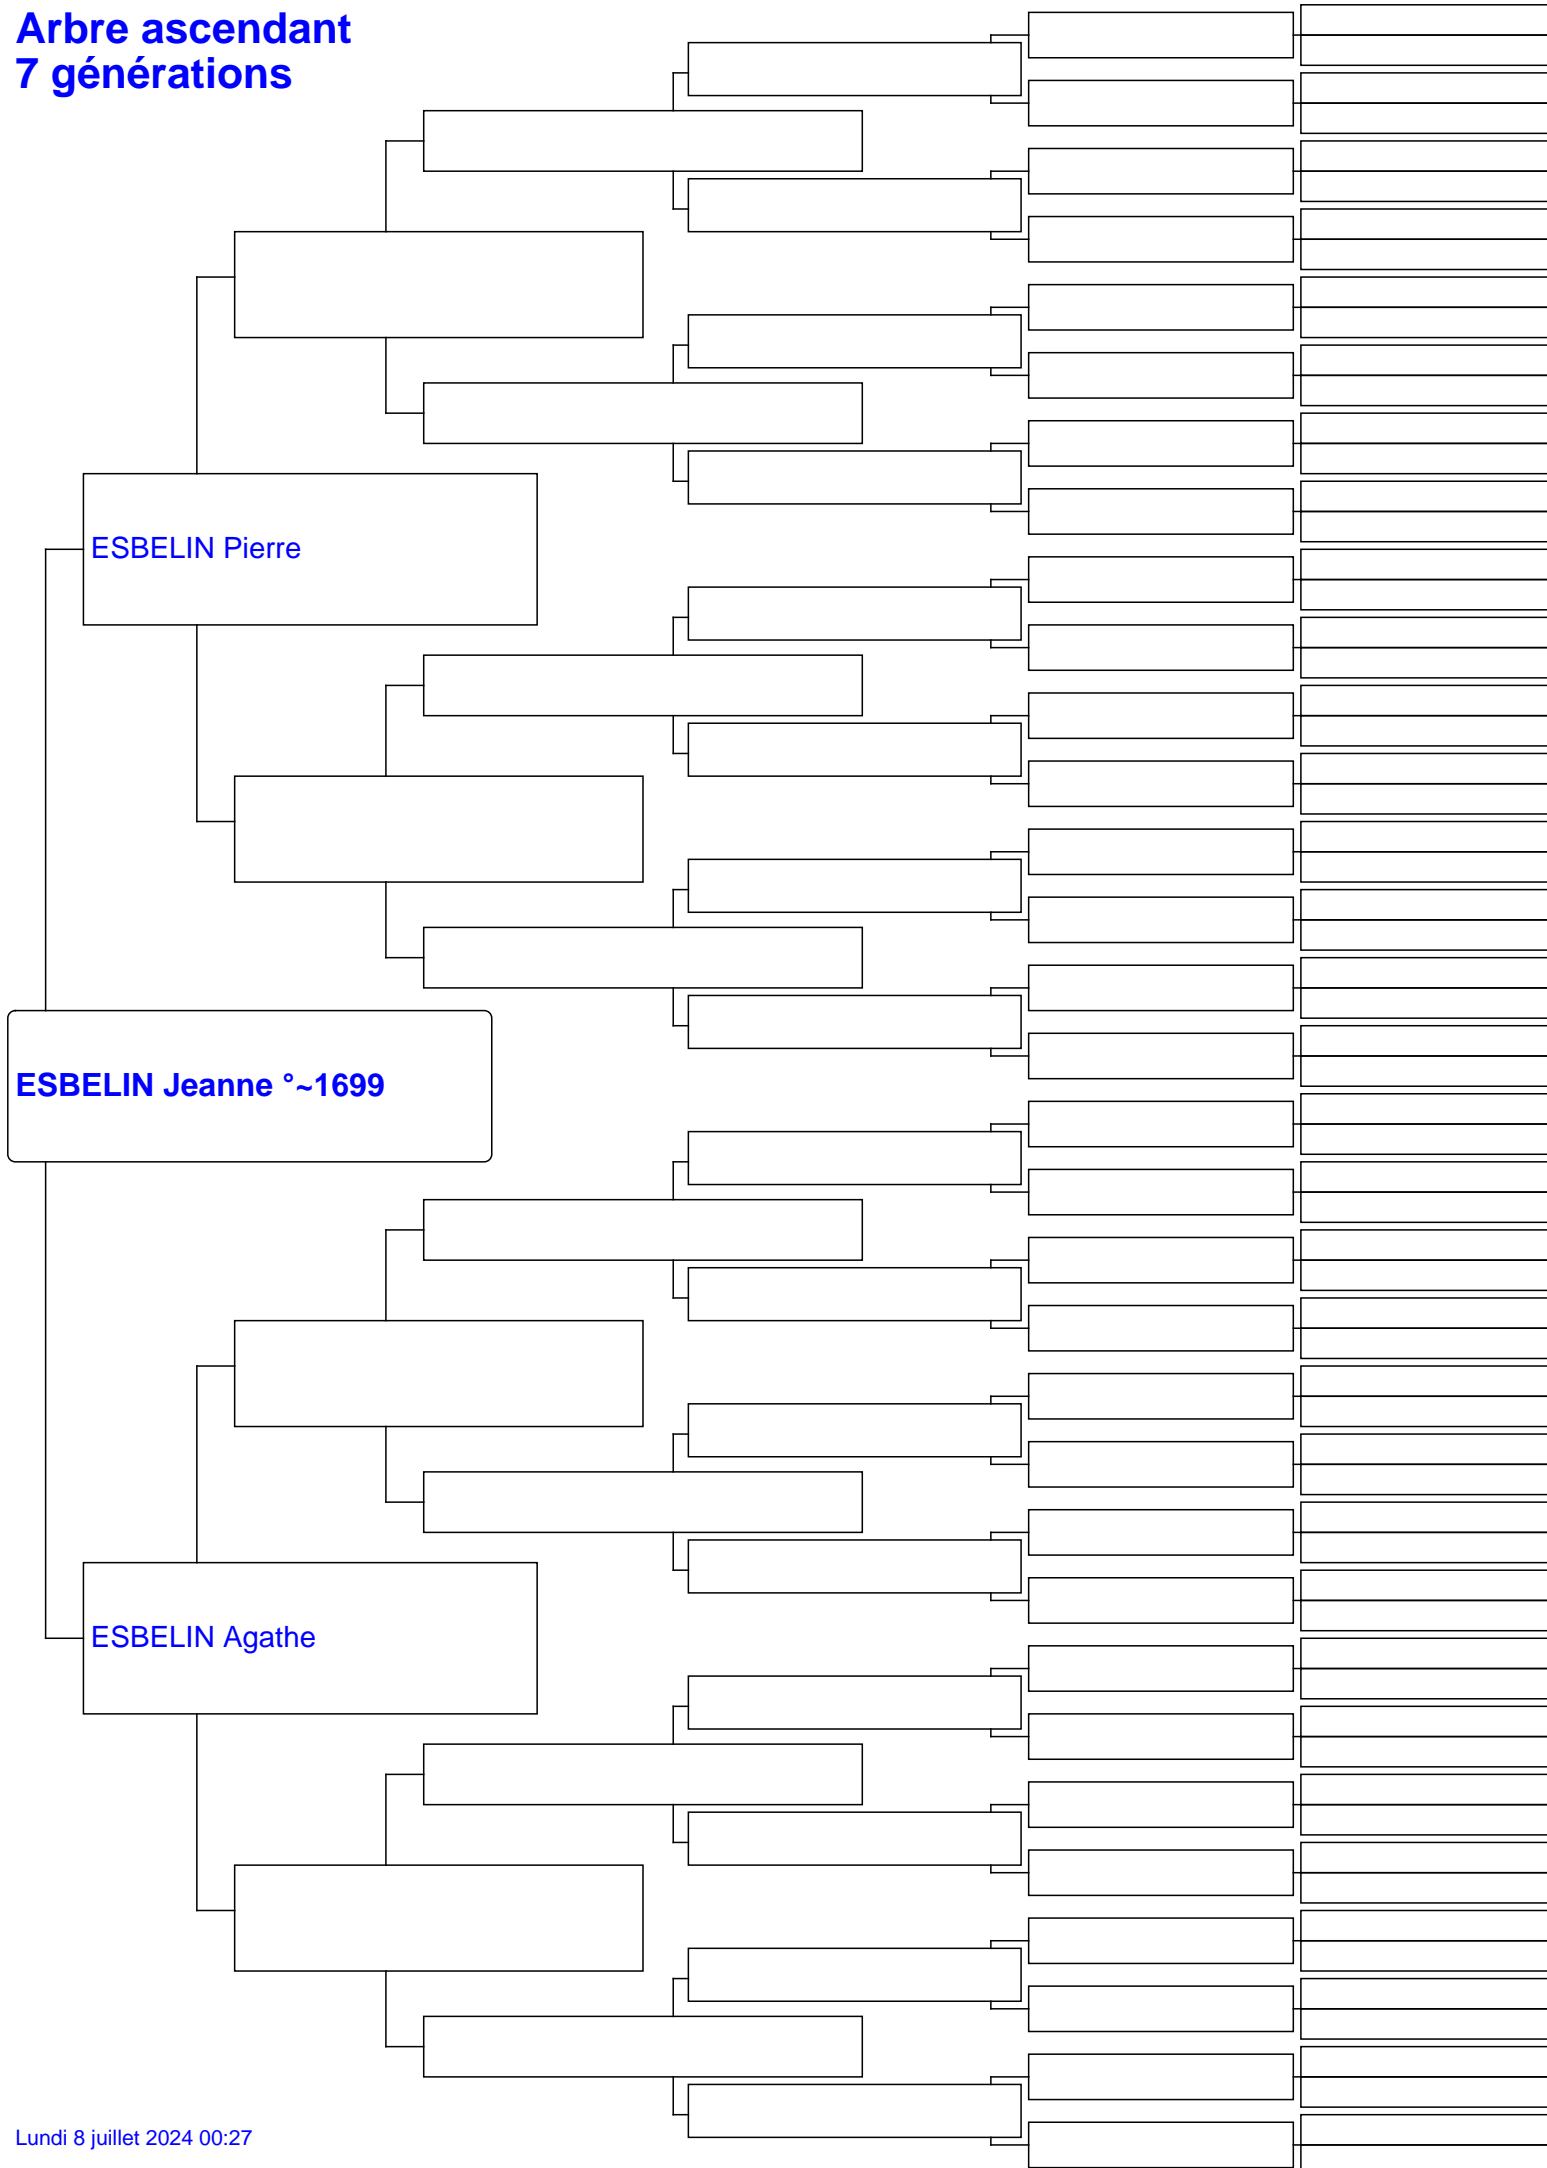 Arbre ascendant
7 générations
ESBELIN Pierre
ESBELIN Jeanne °~1699
ESBELIN Agathe
Lundi 8 juillet 2024 00:27